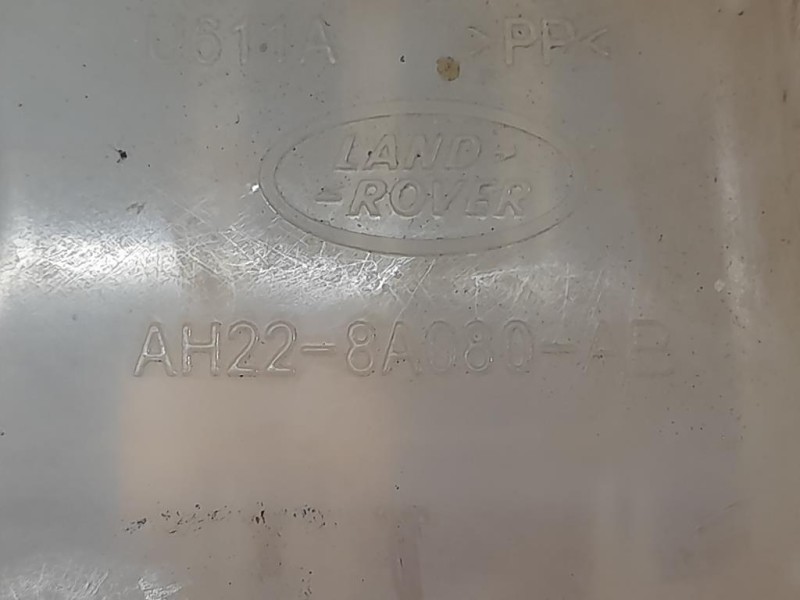 >PP<
LAND
-ROVER
AH22-8A080-AB